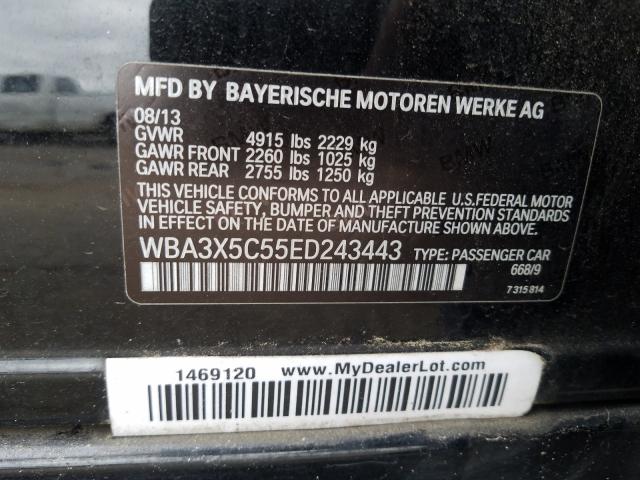 MFD BY BAYERISCHE MOTOREN WERKE AG
08/13
GVWR 4915 lbs 2229 kg
GAWR FRONT 2260 lbs 1025 kg
GAWR REAR 2755 lbs 1250 kg
THIS VEHICLE CONFORMS TO ALL APPLICABLE U.S.FEDERAL MOTOR
VEHICLE SAFETY, BUMPER AND THEFT PREVENTION STANDARDS
IN EFFECT ON THE DATE OF MANUFACTURE SHOWN ABOVE.
WBA3X5C55ED243443 TYPE: PASSENGER CAR
668/9
7315814
1469120 www.MyDealerLot.com